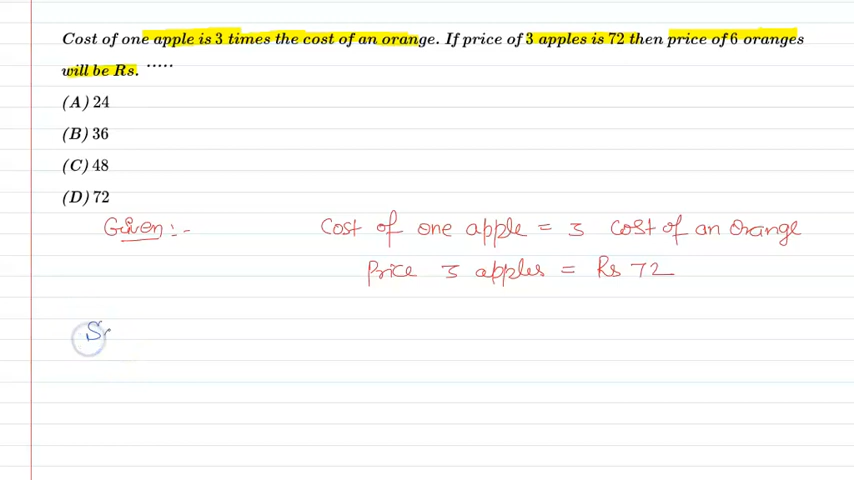 Cost of one apple is 3 times the cost of an orange. If price of 3 apples is 72 then price of 6 oranges
will be Rs. .....
(A) 24
(B) 36
(C) 48
(D) 72
Given :- Cost of one apple = 3 cost of an orange
Price 3 apples = Rs 72